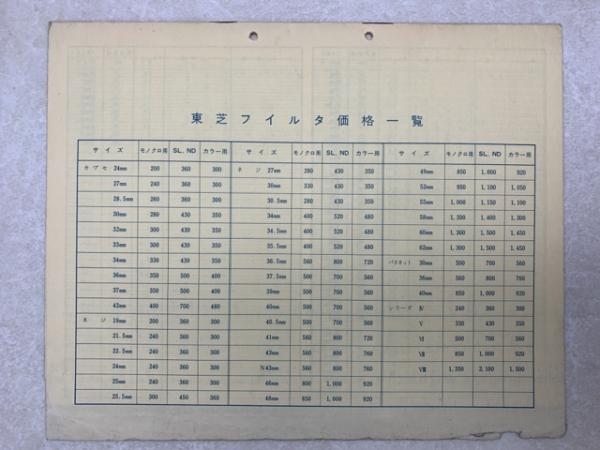 東芝フイルタ価格一覧
サイズ モノクロ用 SL. ND カラー用 サイズ モノクロ用 SL. ND カラー用 サイズ モノクロ用 SL. ND カラー用
カブセ 24mm 200 360 300 ネジ 27mm 280 430 350 49mm 850 1,000 920
27mm 240 360 300 30mm 330 430 350 52mm 950 1,100 1,050
28.5mm 280 360 300 30.5mm 280 430 350 55mm 1,000 1,150 1,100
30mm 280 430 350 34mm 400 520 480 58mm 1,300 1,400 1,300
32mm 300 430 350 34.5mm 400 520 480 60mm 1,300 1,500 1,450
33mm 300 430 350 35.5mm 400 520 480 62mm 1,300 1,500 1,450
34mm 330 430 350 36.5mm 560 800 720 30mm 500 700 560
36mm 350 500 400 37.5mm 500 700 560 36mm 560 800 760
37mm 350 500 400 39mm 500 700 560 40mm 850 1,000 920
42mm 400 700 480 40mm 500 700 560 シリーズ Ⅳ 240 360 300
ネジ 19mm 200 360 300 40.5mm 500 700 560 Ⅴ 330 430 350
21.5mm 240 360 300 41mm 560 800 720 Ⅵ 500 700 560
22.5mm 240 360 300 43mm 560 800 760 Ⅶ 850 1,000 920
24mm 240 360 300 N43mm 560 800 760 Ⅷ 1,350 2,100 1,500
25mm 240 360 300 46mm 800 1,000 920
25.5mm 300 450 360 48mm 850 1,000 920